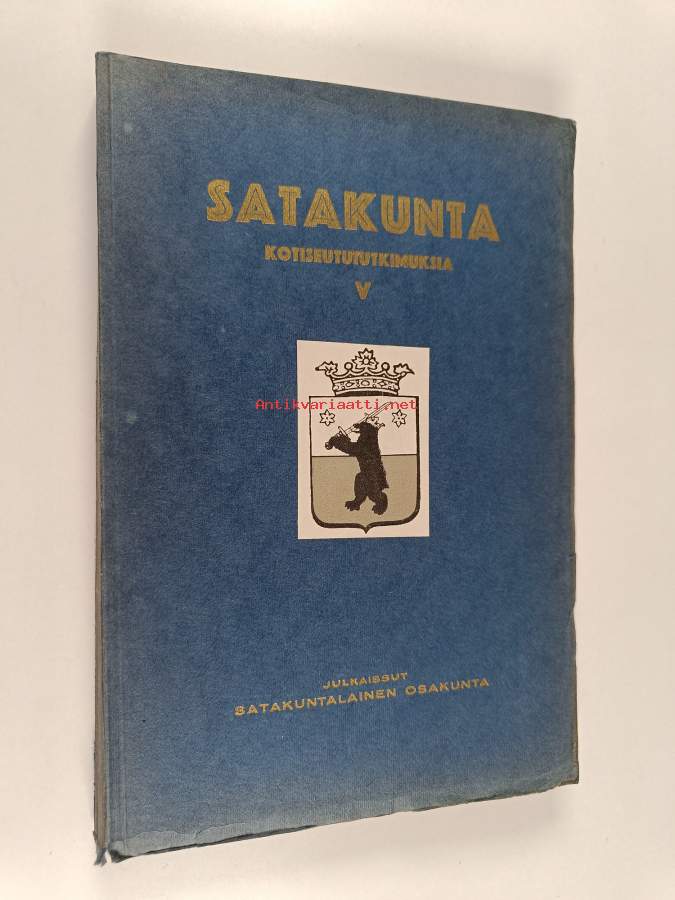 SATAKUNTA
KOTISEUTUTUTKIMUKSIA
V
Antikvariaatti.net
JULKAISSUT
SATAKUNTALAINEN OSAKUNTA